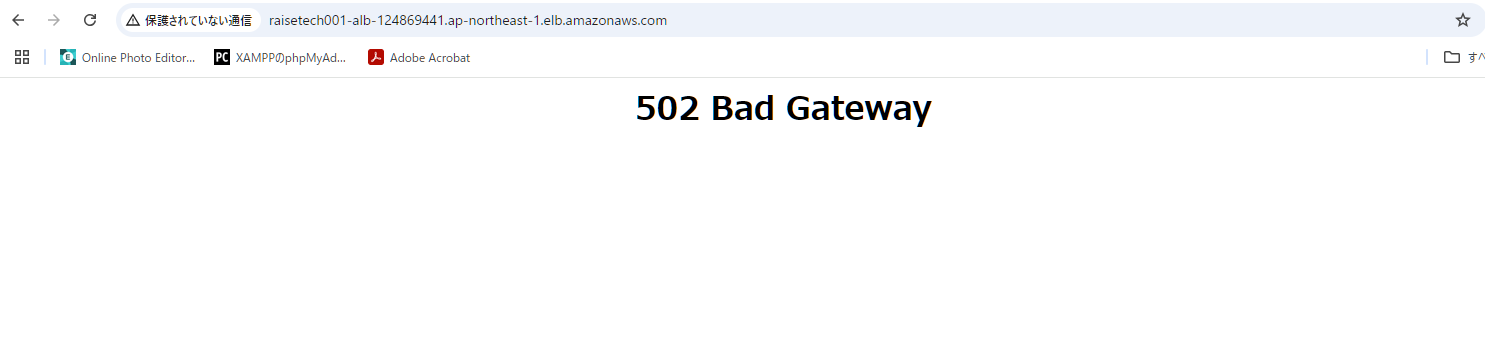 保護されていない通信 raisetech001-alb-124869441.ap-northeast-1.elb.amazonaws.com
Online Photo Editor... PC XAMPPのphpMyAd... Adobe Acrobat すべ
502 Bad Gateway